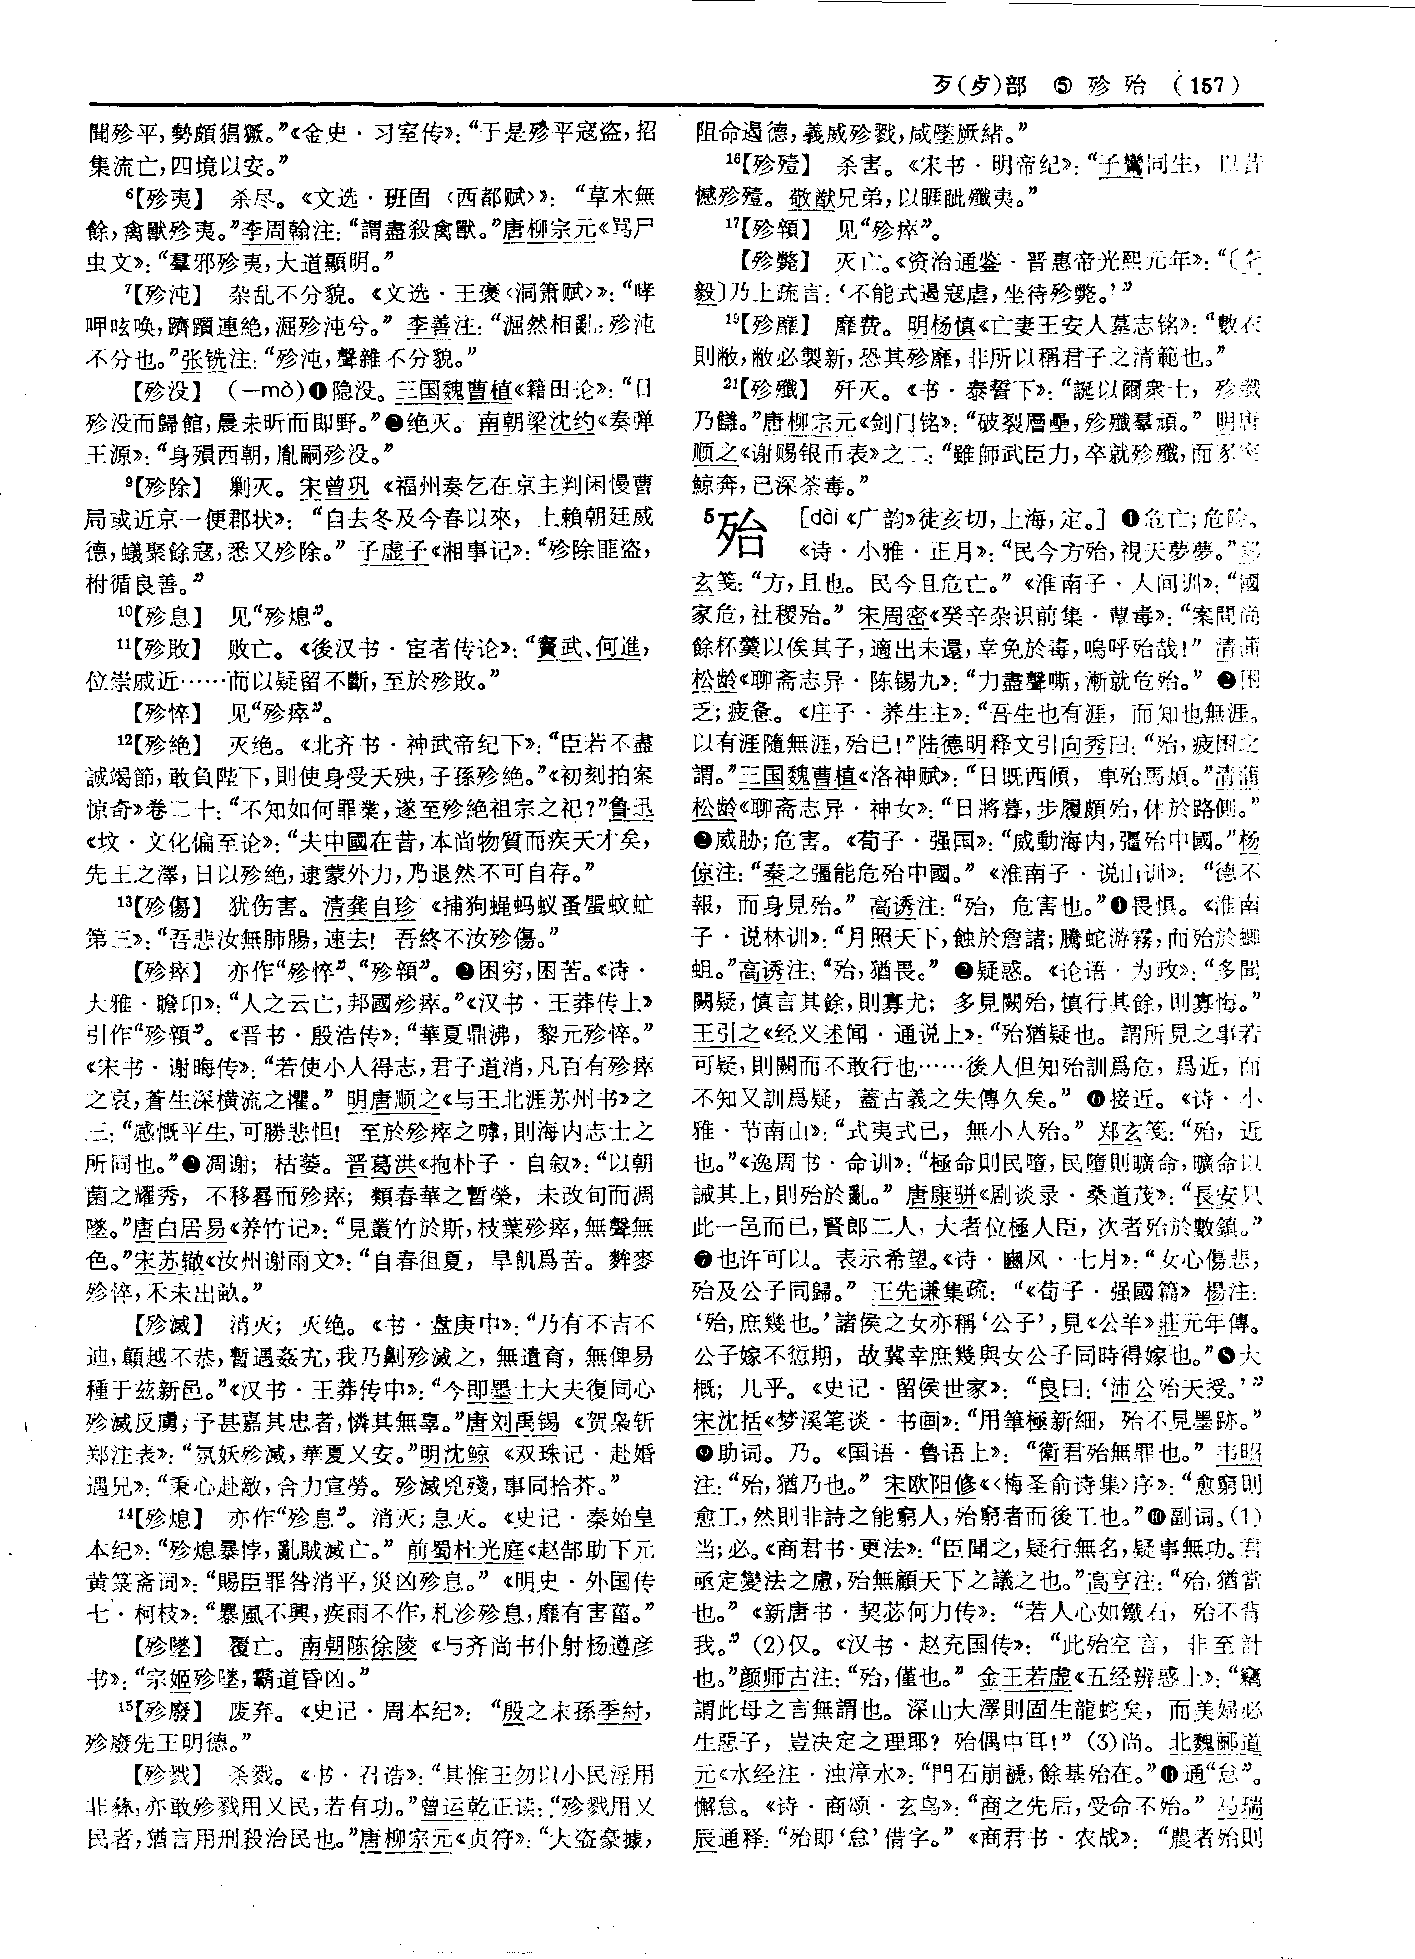 歹(歺)部 ⑤ 殄 殆 (157)
聞殄平,勢頗猖獗。”《金史·习室传》:“于是殄平寇盗,招
集流亡,四境以安。”
⁶【殄夷】 杀尽。《文选·班固〈西都赋〉》:“草木無
餘,禽獸殄夷。”李周翰注:“謂盡殺禽獸。”唐柳宗元《骂尸
虫文》:“羣邪殄夷,大道顯明。”
⁷【殄沌】 杂乱不分貌。《文选·王褒〈洞箫赋〉》:“哮
呷呟唤,躋躓連絶,淈殄沌兮。” 李善注:“淈然相亂,殄沌
不分也。”张铣注:“殄沌,聲雜不分貌。”
【殄没】 (—mò)❶隐没。三国魏曹植《籍田论》:“日
殄没而歸館,晨未昕而即野。”❷绝灭。南朝梁沈约《奏弹
王源》:“身殞西朝,胤嗣殄没。”
⁹【殄除】 剿灭。宋曾巩《福州奏乞在京主判闲慢曹
局或近京一便郡状》:“自去冬及今春以來,上賴朝廷威
德,蟻聚餘寇,悉又殄除。” 子虚子《湘事记》:“殄除匪盗,
拊循良善。”
¹⁰【殄息】 见“殄熄”。
¹¹【殄敗】 败亡。《後汉书·宦者传论》:“竇武、何進,
位崇戚近……而以疑留不斷,至於殄敗。”
【殄悴】 见“殄瘁”。
¹²【殄絶】 灭绝。《北齐书·神武帝纪下》:“臣若不盡
誠竭節,敢負陛下,則使身受天殃,子孫殄絶。”《初刻拍案
惊奇》卷二十:“不知如何罪業,遂至殄絶祖宗之祀?”鲁迅
《坟·文化偏至论》:“夫中國在昔,本尚物質而疾天才矣,
先王之澤,日以殄絶,逮蒙外力,乃退然不可自存。”
¹³【殄傷】 犹伤害。清龚自珍《捕狗蝇蚂蚁蚤蜰蚊虻
第三》:“吾悲汝無肺腸,速去! 吾終不汝殄傷。”
【殄瘁】 亦作“殄悴”、“殄顇”。❶困穷,困苦。《诗·
大雅·瞻卬》:“人之云亡,邦國殄瘁。”《汉书·王莽传上》
引作“殄顇”。《晋书·殷浩传》:“華夏鼎沸,黎元殄悴。”
《宋书·谢晦传》:“若使小人得志,君子道消,凡百有殄瘁
之哀,蒼生深横流之懼。” 明唐顺之《与王北涯苏州书》之
三:“感慨平生,可勝悲怛! 至於殄瘁之嘑,則海内志士之
所同也。”❷凋谢;枯萎。晋葛洪《抱朴子·自叙》:“以朝
菌之耀秀,不移晷而殄瘁;類春華之暫榮,未改旬而凋
墜。”唐白居易《养竹记》:“見叢竹於斯,枝葉殄瘁,無聲無
色。”宋苏辙《汝州谢雨文》:“自春徂夏,旱飢爲苦。麰麥
殄悴,禾未出畝。”
【殄滅】 消灭;灭绝。《书·盘庚中》:“乃有不吉不
迪,顛越不恭,暫遇姦宄,我乃劓殄滅之,無遺育,無俾易
種于兹新邑。”《汉书·王莽传中》:“今即墨士大夫復同心
殄滅反虜,予甚嘉其忠者,憐其無辜。”唐刘禹锡《贺枭斩
郑注表》:“氛妖殄滅,華夏乂安。”明沈鲸《双珠记·赴婚
遇兄》:“秉心赴敵,合力宣勞。殄滅兇殘,事同拾芥。”
¹⁴【殄熄】 亦作“殄息”。消灭;息灭。《史记·秦始皇
本纪》:“殄熄暴悖,亂賊滅亡。” 前蜀杜光庭《赵郜助下元
黄箓斋词》:“賜臣罪咎消平,災凶殄息。”《明史·外国传
七·柯枝》:“暴風不興,疾雨不作,札沴殄息,靡有害菑。”
【殄墜】 覆亡。南朝陈徐陵《与齐尚书仆射杨遵彦
书》:“宗姬殄墜,霸道昏凶。”
¹⁵【殄廢】 废弃。《史记·周本纪》:“殷之末孫季紂,
殄廢先王明德。”
【殄戮】 杀戮。《书·召诰》:“其惟王勿以小民淫用
非彝,亦敢殄戮用乂民,若有功。”曾运乾正读:“殄戮用乂
民者,猶言用刑殺治民也。”唐柳宗元《贞符》:“大盗豪據,
阻命遏德,義威殄戮,咸墜厥緒。”
¹⁶【殄殪】 杀害。《宋书·明帝纪》:“子鸞同生,以昔
憾殄殪。敬猷兄弟,以睚眦殲夷。”
¹⁷【殄顇】 见“殄瘁”。
【殄斃】 灭亡。《资治通鉴·晋惠帝光熙元年》:“〔李
毅〕乃上疏言:‘不能式遏寇虐,坐待殄斃。’”
¹⁹【殄靡】 靡费。明杨慎《亡妻王安人墓志铭》:“數衣
則敝,敝必製新,恐其殄靡,非所以稱君子之清範也。”
²¹【殄殲】 歼灭。《书·泰誓下》:“誕以爾衆士,殄殲
乃讎。”唐柳宗元《剑门铭》:“破裂層壘,殄殲羣頑。” 明唐
顺之《谢赐银币表》之二:“雖師武臣力,卒就殄殲,而豕突
鯨奔,已深荼毒。”
⁵殆 [dài《广韵》徒亥切,上海,定。] ❶危亡;危险。
《诗·小雅·正月》:“民今方殆,視天夢夢。”郑
玄笺:“方,且也。民今且危亡。”《淮南子·人间训》:“國
家危,社稷殆。” 宋周密《癸辛杂识前集·蕈毒》:“案間尚
餘杯羹以俟其子,適出未還,幸免於毒,嗚呼殆哉!” 清蒲
松龄《聊斋志异·陈锡九》:“力盡聲嘶,漸就危殆。” ❷困
乏;疲惫。《庄子·养生主》:“吾生也有涯,而知也無涯。
以有涯隨無涯,殆已!”陆德明释文引向秀曰:“殆,疲困之
謂。”三国魏曹植《洛神赋》:“日既西傾,車殆馬煩。”清蒲
松龄《聊斋志异·神女》:“日將暮,步履頗殆,休於路側。”
❸威胁;危害。《荀子·强国》:“威動海内,彊殆中國。”杨
倞注:“秦之彊能危殆中國。”《淮南子·说山训》:“德不
報,而身見殆。” 高诱注:“殆,危害也。”❹畏惧。《淮南
子·说林训》:“月照天下,蝕於詹諸;騰蛇游霧,而殆於蝍
蛆。”高诱注:“殆,猶畏。” ❺疑惑。《论语·为政》:“多聞
闕疑,慎言其餘,則寡尤;多見闕殆,慎行其餘,則寡悔。”
王引之《经义述闻·通说上》:“殆猶疑也。謂所見之事若
可疑,則闕而不敢行也……後人但知殆訓爲危,爲近,而
不知又訓爲疑,蓋古義之失傳久矣。” ❻接近。《诗·小
雅·节南山》:“式夷式已,無小人殆。” 郑玄笺:“殆,近
也。”《逸周书·命训》:“極命則民墮,民墮則曠命,曠命以
誡其上,則殆於亂。” 唐康骈《剧谈录·桑道茂》:“長安只
此一邑而已,賢郎二人,大者位極人臣,次者殆於數鎮。”
❼也许可以。表示希望。《诗·豳风·七月》:“女心傷悲,
殆及公子同歸。” 王先谦集疏:“《荀子·强國篇》楊注:
‘殆,庶幾也。’諸侯之女亦稱‘公子’,見《公羊》莊元年傳。
公子嫁不愆期,故冀幸庶幾與女公子同時得嫁也。”❽大
概;几乎。《史记·留侯世家》:“良曰:‘沛公殆天授。’”
宋沈括《梦溪笔谈·书画》:“用筆極新細,殆不見墨跡。”
❾助词。乃。《国语·鲁语上》:“衛君殆無罪也。” 韦昭
注:“殆,猶乃也。” 宋欧阳修《〈梅圣俞诗集〉序》:“愈窮則
愈工,然則非詩之能窮人,殆窮者而後工也。”❿副词。(1)
当;必。《商君书·更法》:“臣聞之,疑行無名,疑事無功。君
亟定變法之慮,殆無顧天下之議之也。”高亨注:“殆,猶當
也。”《新唐书·契苾何力传》:“若人心如鐵石,殆不背
我。” (2)仅。《汉书·赵充国传》:“此殆空言,非至計
也。”颜师古注:“殆,僅也。” 金王若虚《五经辨惑上》:“竊
謂此母之言無謂也。深山大澤則固生龍蛇矣,而美婦必
生惡子,豈决定之理耶? 殆偶中耳!” (3)尚。北魏郦道
元《水经注·浊漳水》:“門石崩褫,餘基殆在。”⓫通“怠”。
懈怠。《诗·商颂·玄鸟》:“商之先后,受命不殆。” 马瑞
辰通释:“殆即‘怠’借字。”《商君书·农战》:“農者殆則